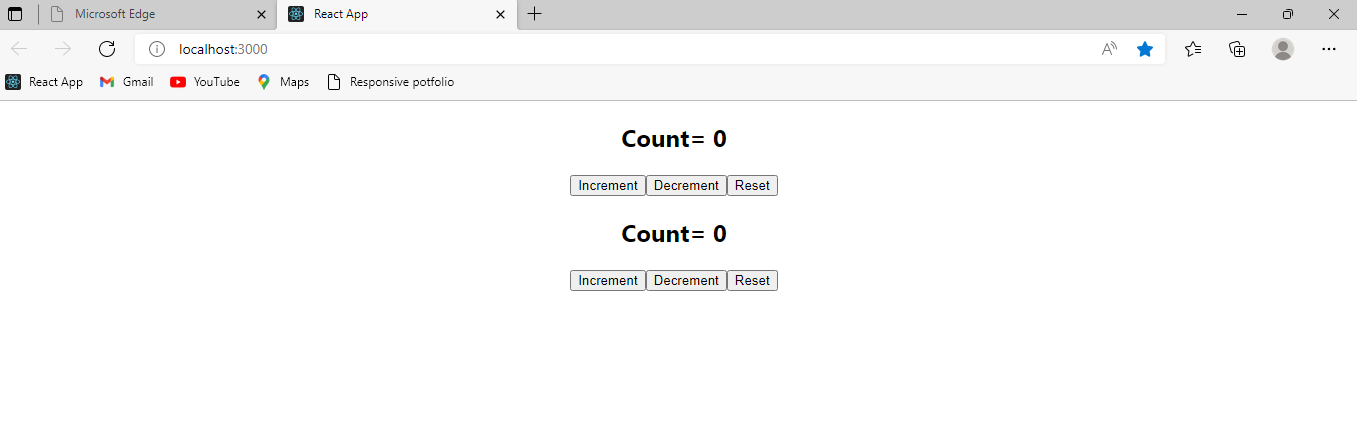 Microsoft Edge React App
localhost:3000
React App Gmail YouTube Maps Responsive potfolio
Count= 0
Increment Decrement Reset
Count= 0
Increment Decrement Reset